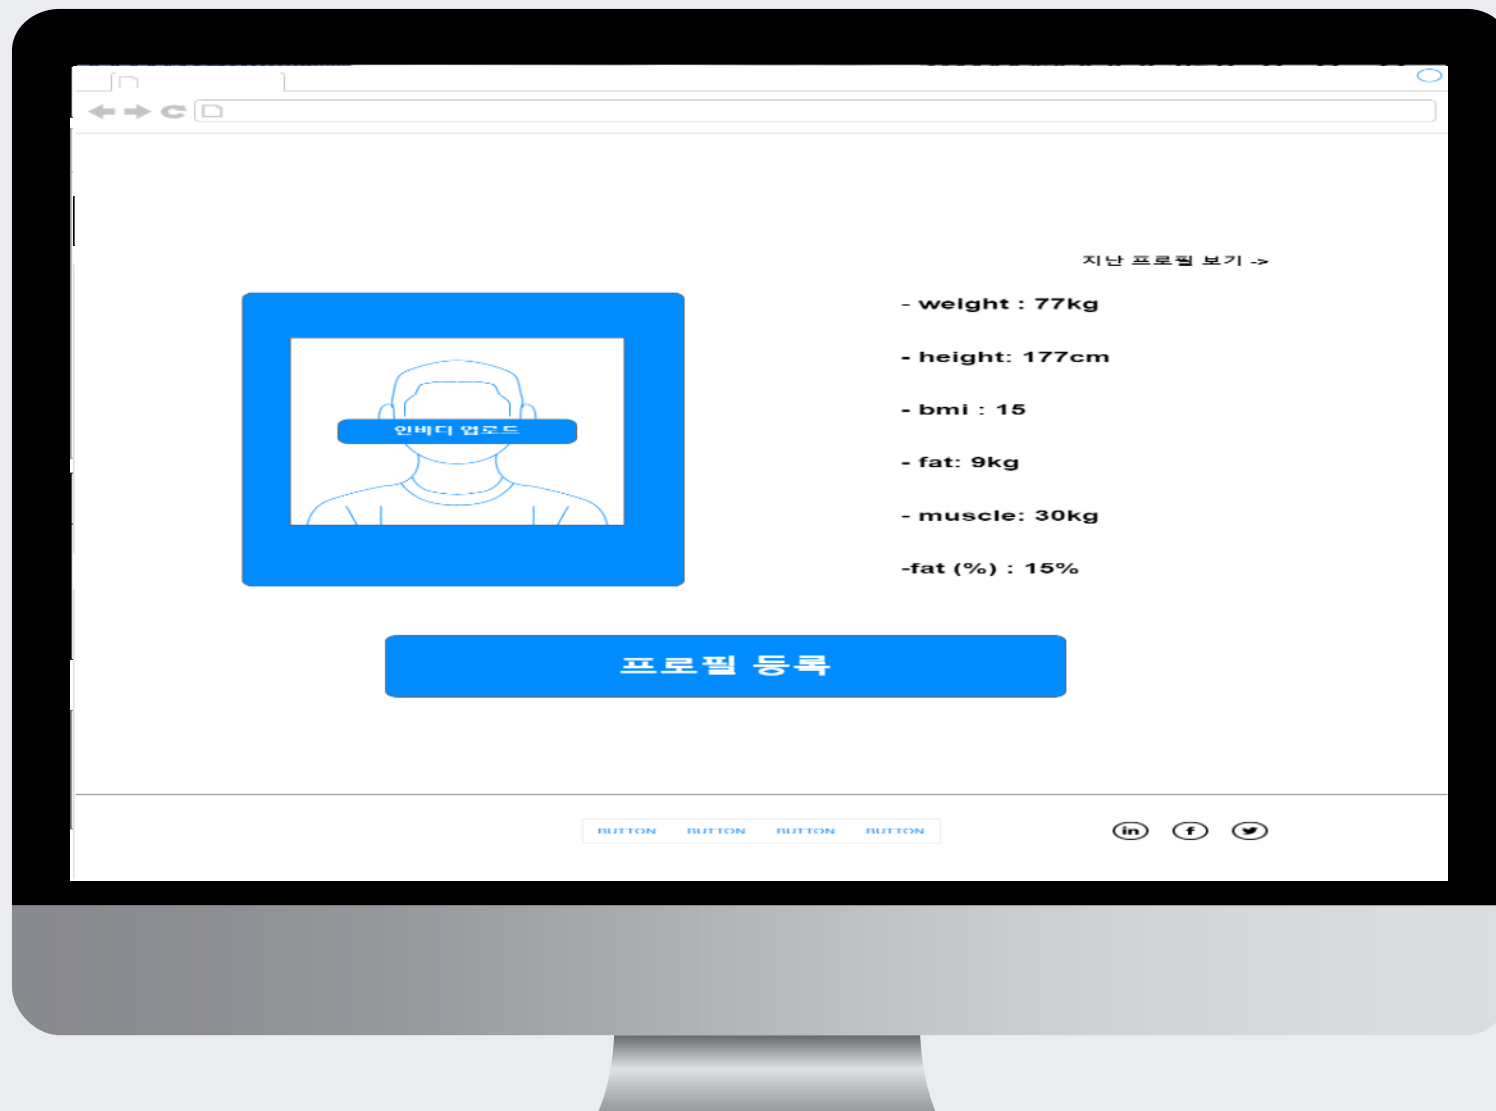 지난 프로필 보기 ->
- weight : 77kg
- height: 177cm
- bmi : 15
인바디 업로드
- fat: 9kg
- muscle: 30kg
-fat (%) : 15%
프로필 등록
BUTTON BUTTON BUTTON BUTTON
in f